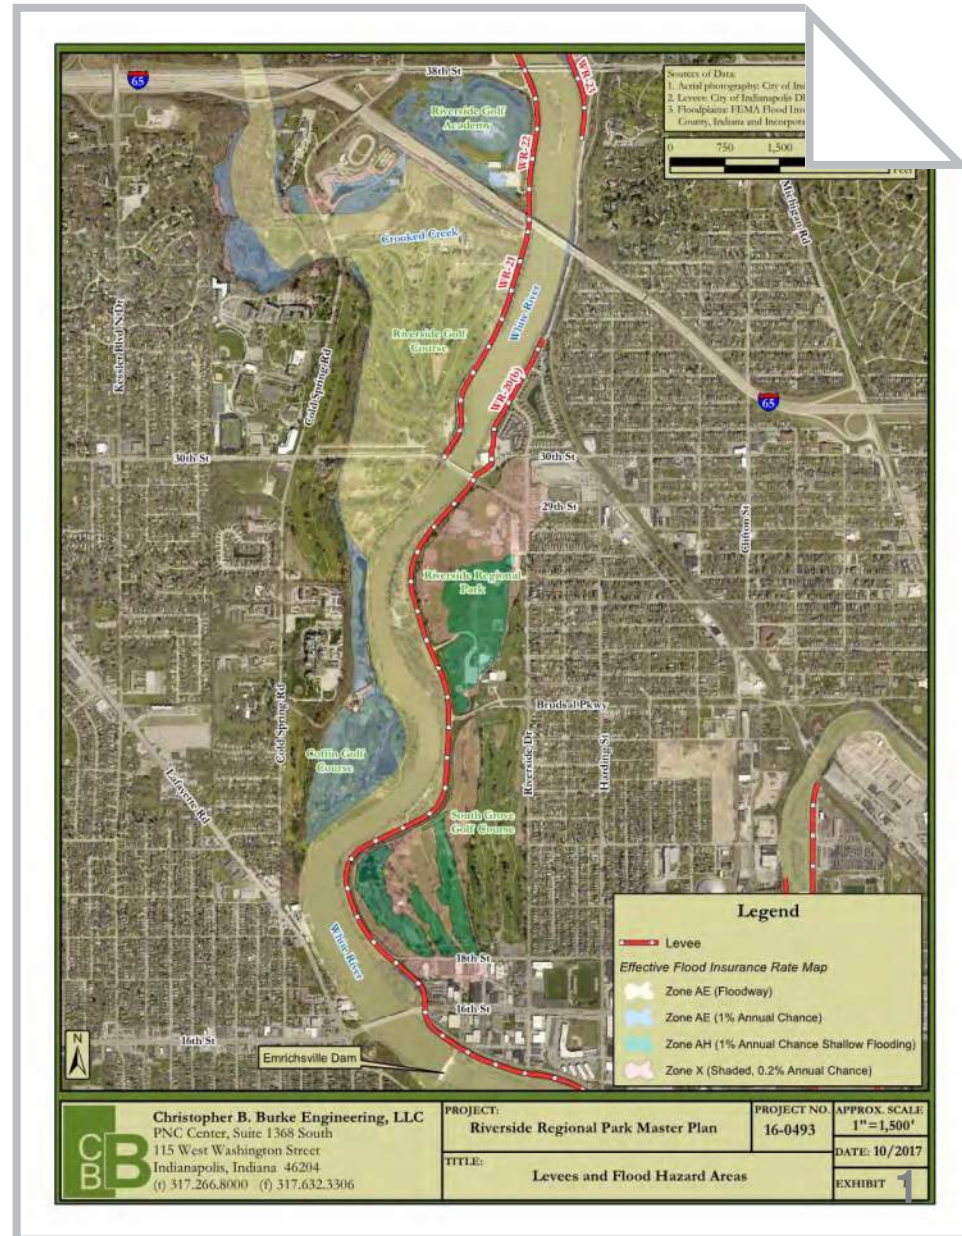 38th St
65
WR-23
Sources of Data:
1. Aerial photography: City of
2. Levees: City of Indianapolis
3. Floodplains: FEMA Flood
County, Indiana and
0 750 1,500
Riverside Golf
Academy
WR-22
Michigan Rd
Crooked Creek
WR-21
White River
Kessler Blvd N Dr
Riverside Golf
Course
Cold Spring Rd
WR-20(b)
65
30th St
30th St
29th St
Clifton St
Riverside Regional
Park
Brudsal Pkwy
Cold Spring Rd
Riverside Dr
Harding St
Coffin Golf
Course
Lafayette Rd
South Grove
Golf Course
White River
18th St
16th St
16th St
N
Emrichsville Dam
Legend
Levee
Effective Flood Insurance Rate Map
Zone AE (Floodway)
Zone AE (1% Annual Chance)
Zone AH (1% Annual Chance Shallow Flooding)
Zone X (Shaded, 0.2% Annual Chance)
CBB
Christopher B. Burke Engineering, LLC
PNC Center, Suite 1368 South
115 West Washington Street
Indianapolis, Indiana 46204
(t) 317.266.8000 (f) 317.632.3306
PROJECT:
Riverside Regional Park Master Plan
TITLE:
Levees and Flood Hazard Areas
PROJECT NO.
16-0493
APPROX. SCALE
1"=1,500'
DATE: 10/2017
EXHIBIT 1